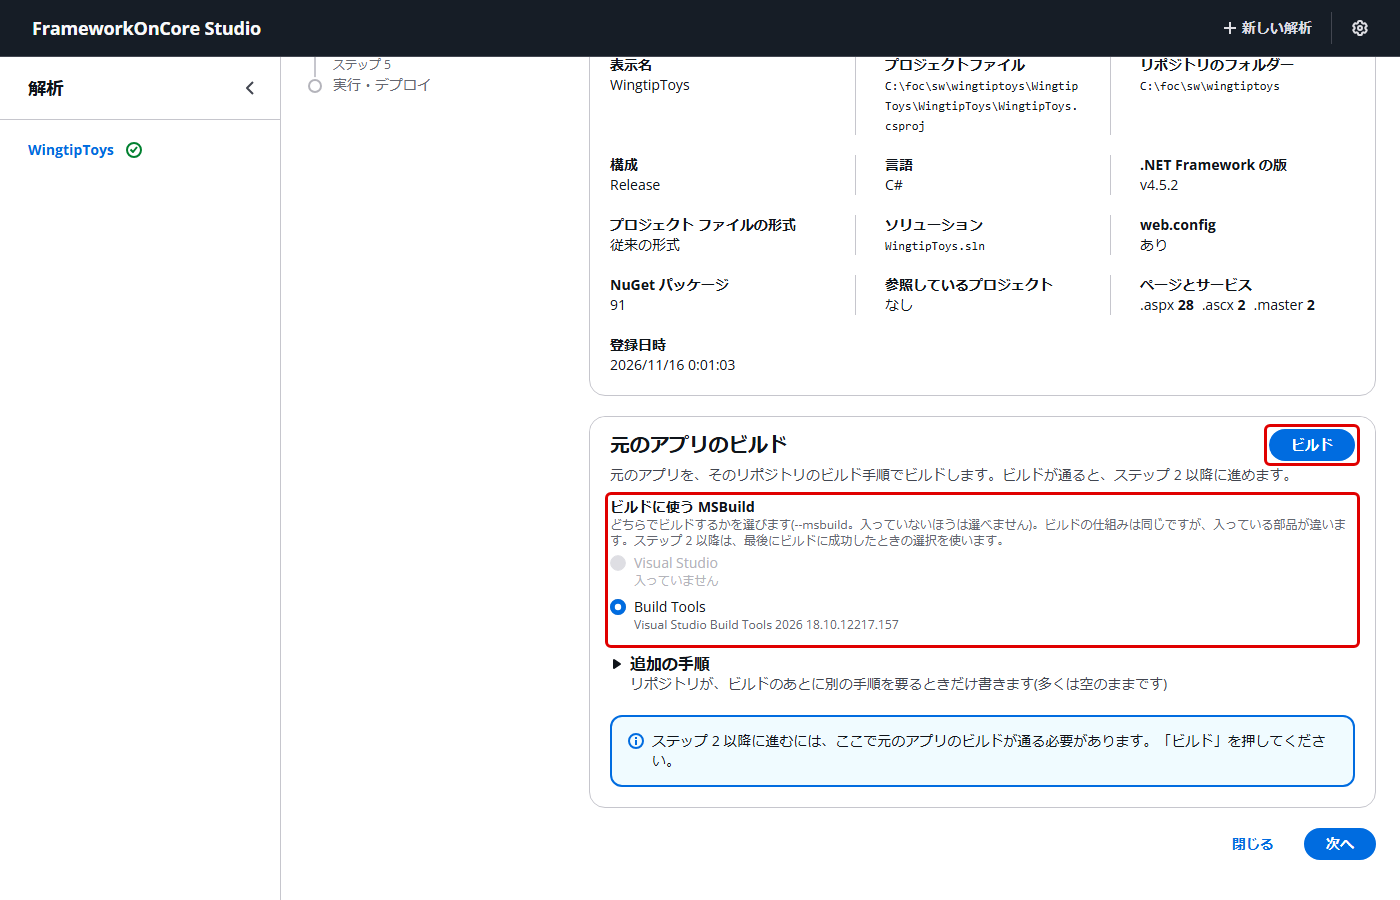 FrameworkOnCore Studio
新しい解析
解析
WingtipToys
ステップ 5
実行・デプロイ
表示名
WingtipToys
プロジェクトファイル
C:\foc\sw\wingtiptoys\Wingtip
Toys\WingtipToys\WingtipToys.
csproj
リポジトリのフォルダー
C:\foc\sw\wingtiptoys
構成
Release
言語
C#
.NET Framework の版
v4.5.2
プロジェクト ファイルの形式
従来の形式
ソリューション
WingtipToys.sln
web.config
あり
NuGet パッケージ
91
参照しているプロジェクト
なし
ページとサービス
.aspx 28 .ascx 2 .master 2
登録日時
2026/11/16 0:01:03
元のアプリのビルド
ビルド
元のアプリを、そのリポジトリのビルド手順でビルドします。ビルドが通ると、ステップ 2 以降に進めます。
ビルドに使う MSBuild
どちらでビルドするかを選びます(--msbuild。入っていないほうは選べません)。ビルドの仕組みは同じですが、入っている部品が違いま
す。ステップ 2 以降は、最後にビルドに成功したときの選択を使います。
Visual Studio
入っていません
Build Tools
Visual Studio Build Tools 2026 18.10.12217.157
追加の手順
リポジトリが、ビルドのあとに別の手順を要るときだけ書きます(多くは空のままです)
ステップ 2 以降に進むには、ここで元のアプリのビルドが通る必要があります。「ビルド」を押してくださ
い。
閉じる
次へ